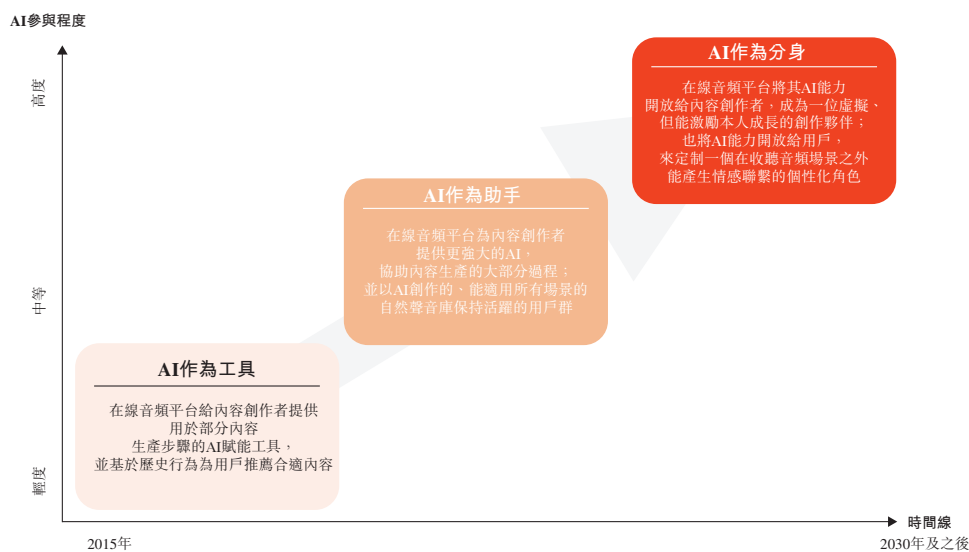 AI參與程度
高度
AI作為分身
在線音頻平台將其AI能力
開放給內容創作者，成為一位虛擬、
但能激勵本人成長的創作夥伴；
也將AI能力開放給用戶，
來定制一個在收聽音頻場景之外
能產生情感聯繫的個性化角色
AI作為助手
在線音頻平台為內容創作者
提供更強大的AI，
協助內容生產的大部分過程；
並以AI創作的、能適用所有場景的
自然聲音庫保持活躍的用戶群
中等
AI作為工具
在線音頻平台給內容創作者提供
用於部分內容
生產步驟的AI賦能工具，
並基於歷史行為為用戶推薦合適內容
輕度
時間線
2015年
2030年及之後